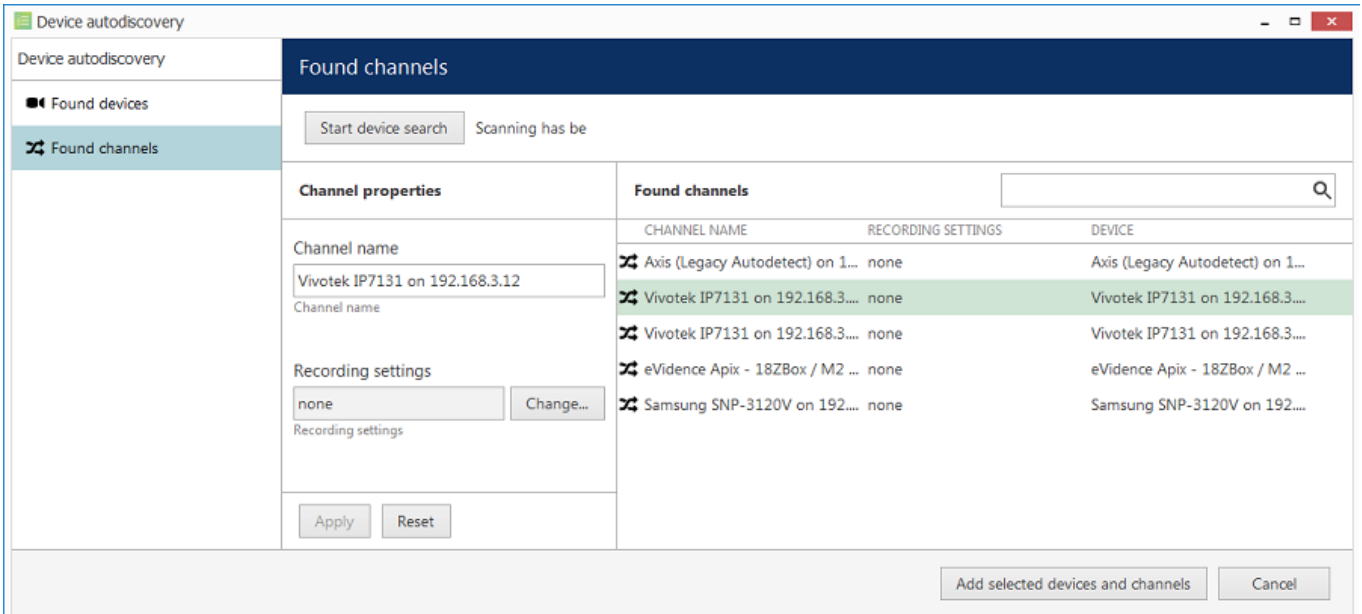 Device autodiscovery
Device autodiscovery
Found devices
Found channels
Found channels
Start device search Scanning has be
Channel properties
Channel name
Vivotek IP7131 on 192.168.3.12
Channel name
Recording settings
none Change...
Recording settings
Apply Reset
Found channels
CHANNEL NAME RECORDING SETTINGS DEVICE
Axis (Legacy Autodetect) on 1... none Axis (Legacy Autodetect) on 1...
Vivotek IP7131 on 192.168.3.... none Vivotek IP7131 on 192.168.3....
Vivotek IP7131 on 192.168.3.... none Vivotek IP7131 on 192.168.3....
eVidence Apix - 18ZBox / M2 ... none eVidence Apix - 18ZBox / M2 ...
Samsung SNP-3120V on 192.... none Samsung SNP-3120V on 192....
Add selected devices and channels Cancel